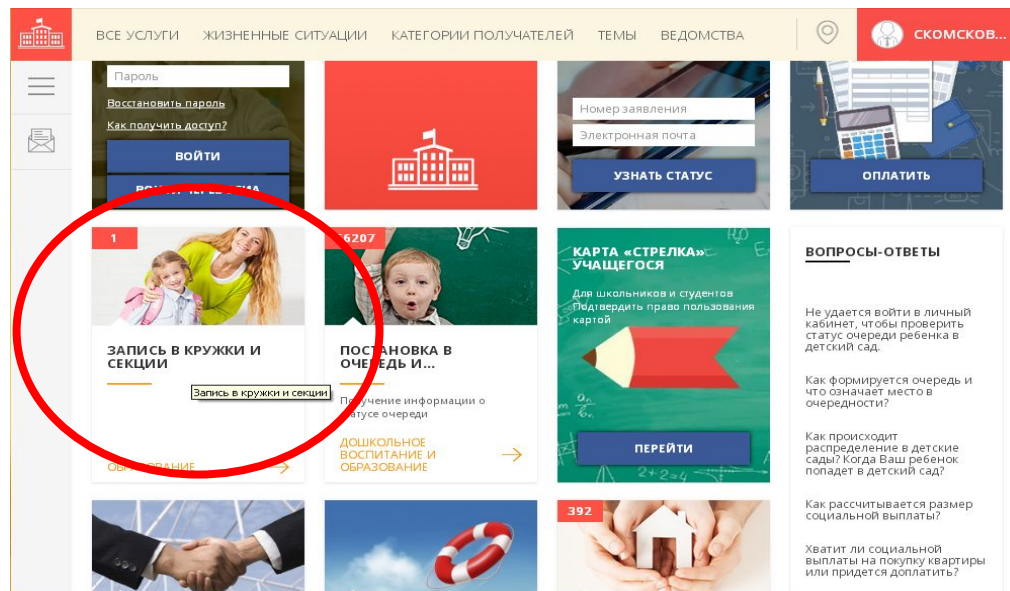 ВСЕ УСЛУГИ ЖИЗНЕННЫЕ СИТУАЦИИ КАТЕГОРИИ ПОЛУЧАТЕЛЕЙ ТЕМЫ ВЕДОМСТВА
СКОМСКОВ...
Пароль
Восстановить пароль
Как получить доступ?
ВОЙТИ
Номер заявления
Электронная почта
УЗНАТЬ СТАТУС
ОПЛАТИТЬ
1
ЗАПИСЬ В КРУЖКИ И
СЕКЦИИ
Запись в кружки и секции
ОБРАЗОВАНИЕ
6207
ПОСТАНОВКА В
ОЧЕРЕДЬ И...
Получение информации о
статусе очереди
ДОШКОЛЬНОЕ
ВОСПИТАНИЕ И
ОБРАЗОВАНИЕ
КАРТА «СТРЕЛКА»
УЧАЩЕГОСЯ
Для школьников и студентов
Подтвердить право пользования
картой
2+2=4
ПЕРЕЙТИ
ВОПРОСЫ-ОТВЕТЫ
Не удается войти в личный
кабинет, чтобы проверить
статус очереди ребенка в
детский сад.
Как формируется очередь и
что означает место в
очередности?
Как происходит
распределение в детские
сады? Когда Ваш ребенок
попадет в детский сад?
Как рассчитывается размер
социальной выплаты?
Хватит ли социальной
выплаты на покупку квартиры
или придется доплатить?
392